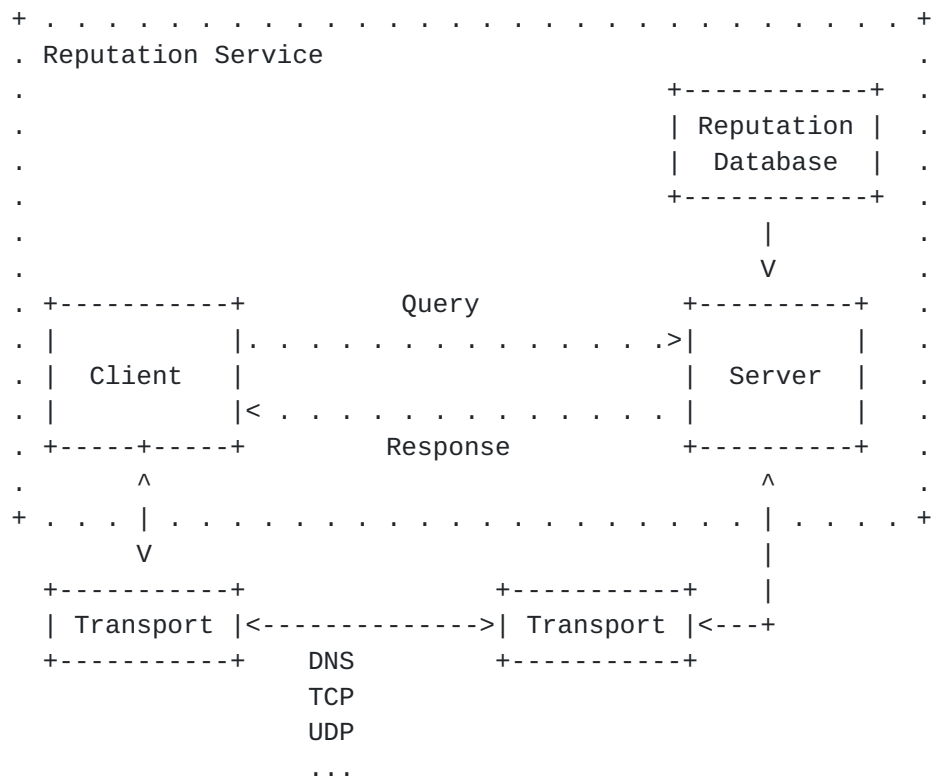 Reputation Service
Reputation
Database
Query
Client
Server
Response
Transport
Transport
DNS
TCP
UDP
...